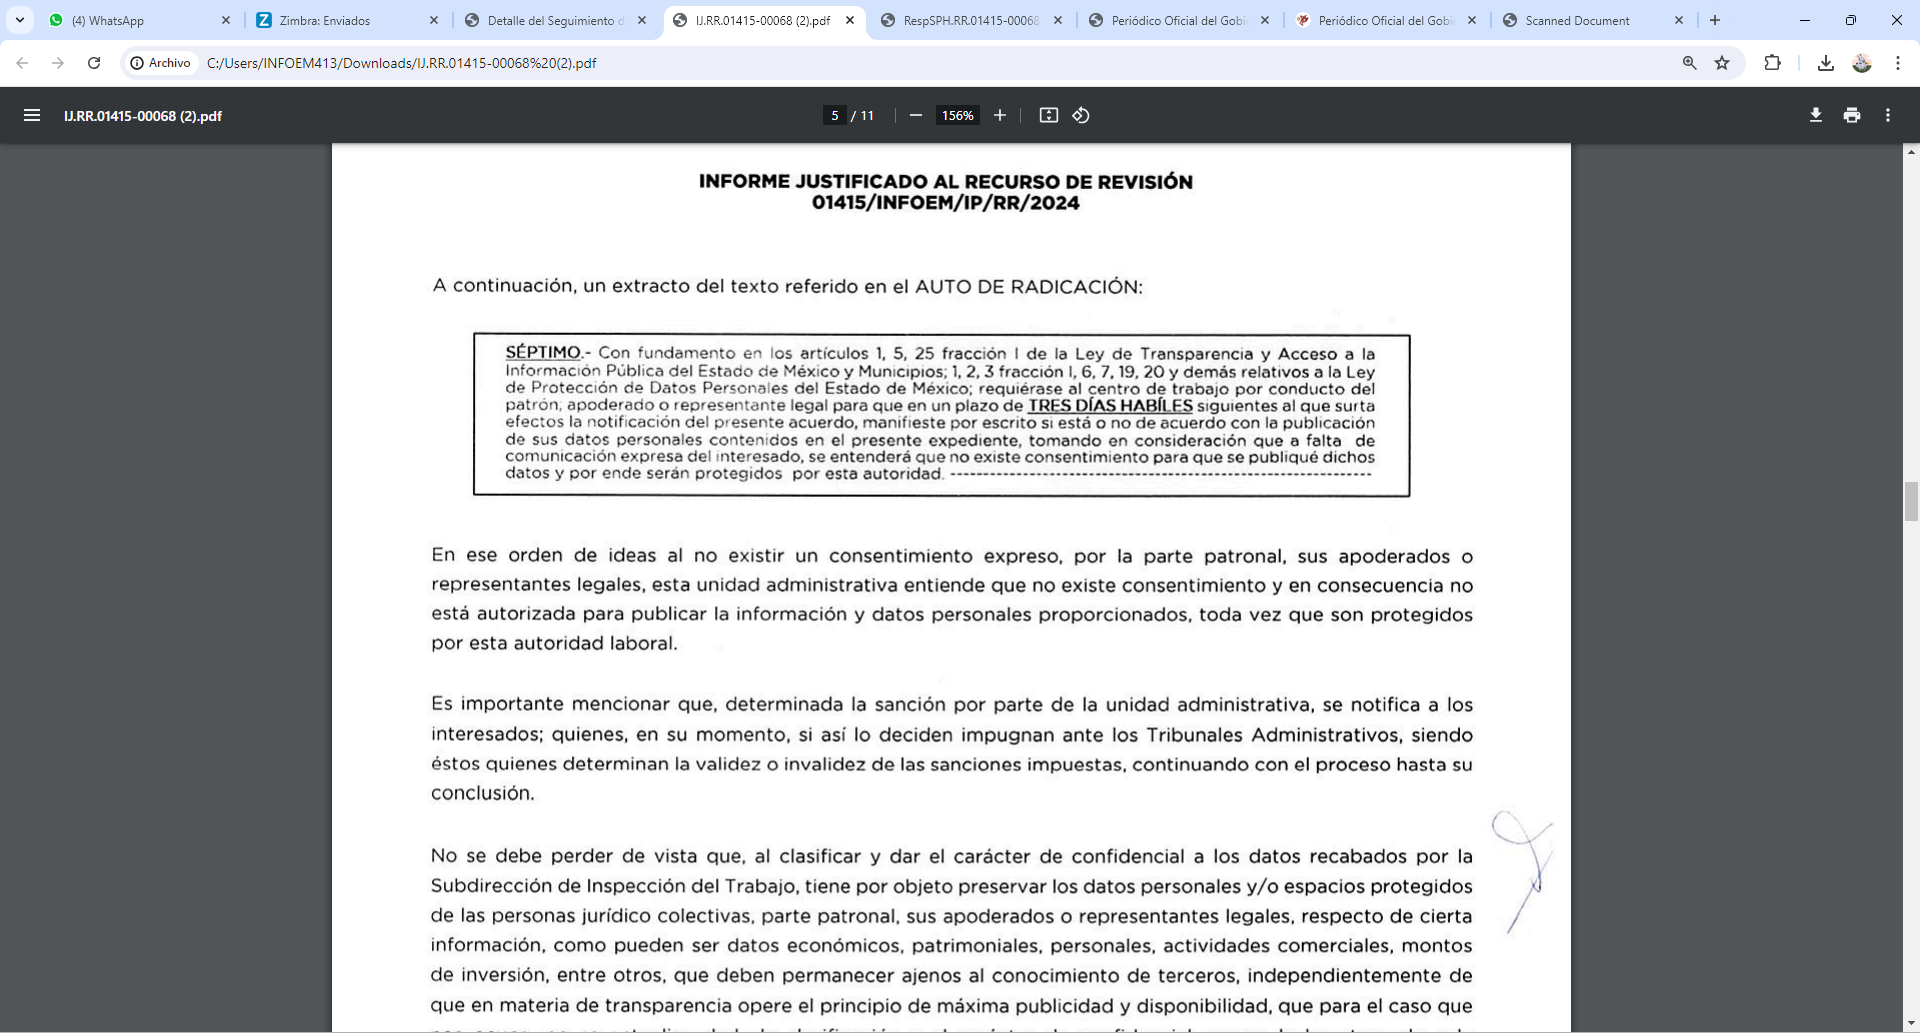 (4) WhatsApp
Zimbra: Enviados
Detalle del Seguimiento d
IJ.RR.01415-00068 (2).pdf
RespSPH.RR.01415-00068
Periódico Oficial del Gobi
Periódico Oficial del Gobi
Scanned Document
Archivo
C:/Users/INFOEM413/Downloads/IJ.RR.01415-00068%20(2).pdf
IJ.RR.01415-00068 (2).pdf
5 / 11
156%
INFORME JUSTIFICADO AL RECURSO DE REVISIÓN
01415/INFOEM/IP/RR/2024
A continuación, un extracto del texto referido en el AUTO DE RADICACIÓN:
SÉPTIMO.- Con fundamento en los artículos 1, 5, 25 fracción I de la Ley de Transparencia y Acceso a la
Información Pública del Estado de México y Municipios; 1, 2, 3 fracción I, 6, 7, 19, 20 y demás relativos a la Ley
de Protección de Datos Personales del Estado de México; requiérase al centro de trabajo por conducto del
patrón, apoderado o representante legal para que en un plazo de TRES DÍAS HABÍLES siguientes al que surta
efectos la notificación del presente acuerdo, manifieste por escrito si está o no de acuerdo con la publicación
de sus datos personales contenidos en el presente expediente, tomando en consideración que a falta de
comunicación expresa del interesado, se entenderá que no existe consentimiento para que se publiqué dichos
datos y por ende serán protegidos por esta autoridad. --------------------------------------------------------
En ese orden de ideas al no existir un consentimiento expreso, por la parte patronal, sus apoderados o
representantes legales, esta unidad administrativa entiende que no existe consentimiento y en consecuencia no
está autorizada para publicar la información y datos personales proporcionados, toda vez que son protegidos
por esta autoridad laboral.
Es importante mencionar que, determinada la sanción por parte de la unidad administrativa, se notifica a los
interesados; quienes, en su momento, si así lo deciden impugnan ante los Tribunales Administrativos, siendo
éstos quienes determinan la validez o invalidez de las sanciones impuestas, continuando con el proceso hasta su
conclusión.
No se debe perder de vista que, al clasificar y dar el carácter de confidencial a los datos recabados por la
Subdirección de Inspección del Trabajo, tiene por objeto preservar los datos personales y/o espacios protegidos
de las personas jurídico colectivas, parte patronal, sus apoderados o representantes legales, respecto de cierta
información, como pueden ser datos económicos, patrimoniales, personales, actividades comerciales, montos
de inversión, entre otros, que deben permanecer ajenos al conocimiento de terceros, independientemente de
que en materia de transparencia opere el principio de máxima publicidad y disponibilidad, que para el caso que